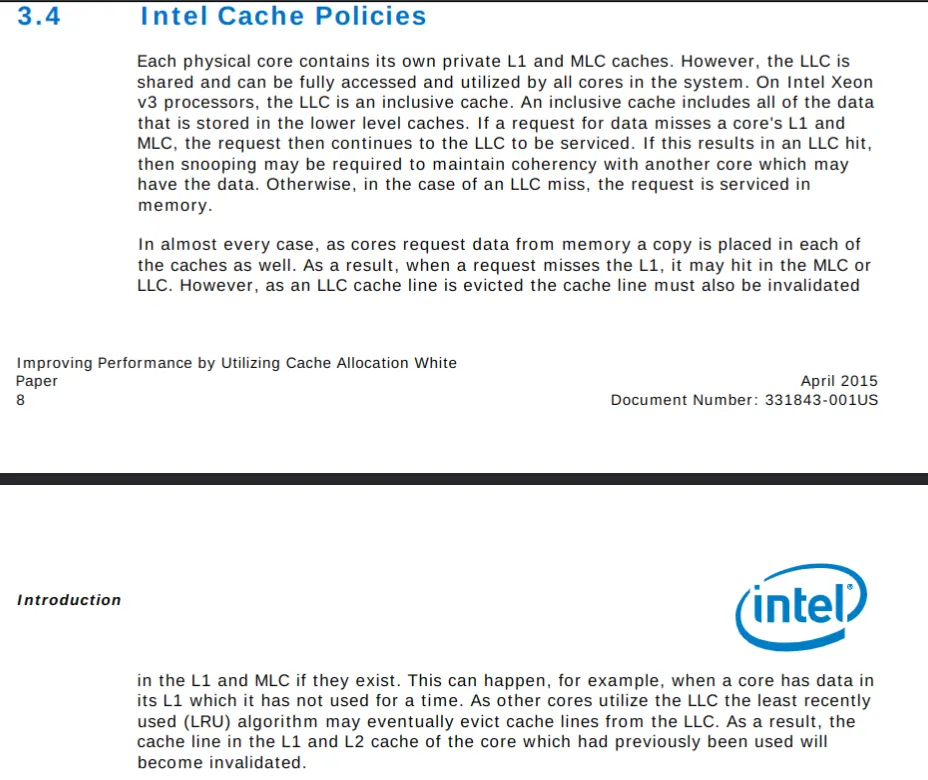 3.4 Intel Cache Policies
Each physical core contains its own private L1 and MLC caches. However, the LLC is
shared and can be fully accessed and utilized by all cores in the system. On Intel Xeon
v3 processors, the LLC is an inclusive cache. An inclusive cache includes all of the data
that is stored in the lower level caches. If a request for data misses a core's L1 and
MLC, the request then continues to the LLC to be serviced. If this results in an LLC hit,
then snooping may be required to maintain coherency with another core which may
have the data. Otherwise, in the case of an LLC miss, the request is serviced in
memory.
In almost every case, as cores request data from memory a copy is placed in each of
the caches as well. As a result, when a request misses the L1, it may hit in the MLC or
LLC. However, as an LLC cache line is evicted the cache line must also be invalidated
Improving Performance by Utilizing Cache Allocation White
Paper April 2015
8 Document Number: 331843-001US
Introduction
intel®
in the L1 and MLC if they exist. This can happen, for example, when a core has data in
its L1 which it has not used for a time. As other cores utilize the LLC the least recently
used (LRU) algorithm may eventually evict cache lines from the LLC. As a result, the
cache line in the L1 and L2 cache of the core which had previously been used will
become invalidated.